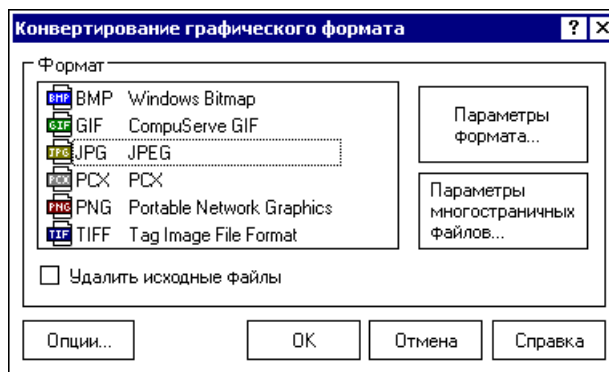 Конвертирование графического формата ? X
Формат
BMP BMP Windows Bitmap
GIF GIF CompuServe GIF
JPG JPG JPEG
PCX PCX PCX
PNG PNG Portable Network Graphics
TIF TIFF Tag Image File Format
Параметры
формата...
Параметры
многостраничных
файлов...
Удалить исходные файлы
Опции...
OK
Отмена
Справка